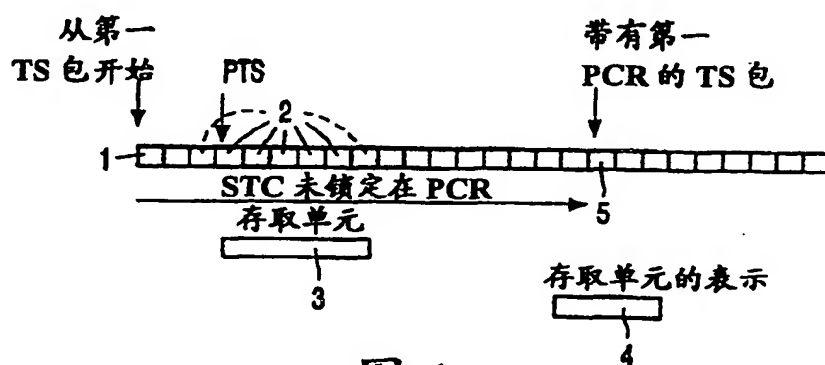 从第一
TS 包开始
PTS
带有第一
PCR 的 TS 包
2
1
STC 未锁定在 PCR
5
存取单元
3
存取单元的表示
4